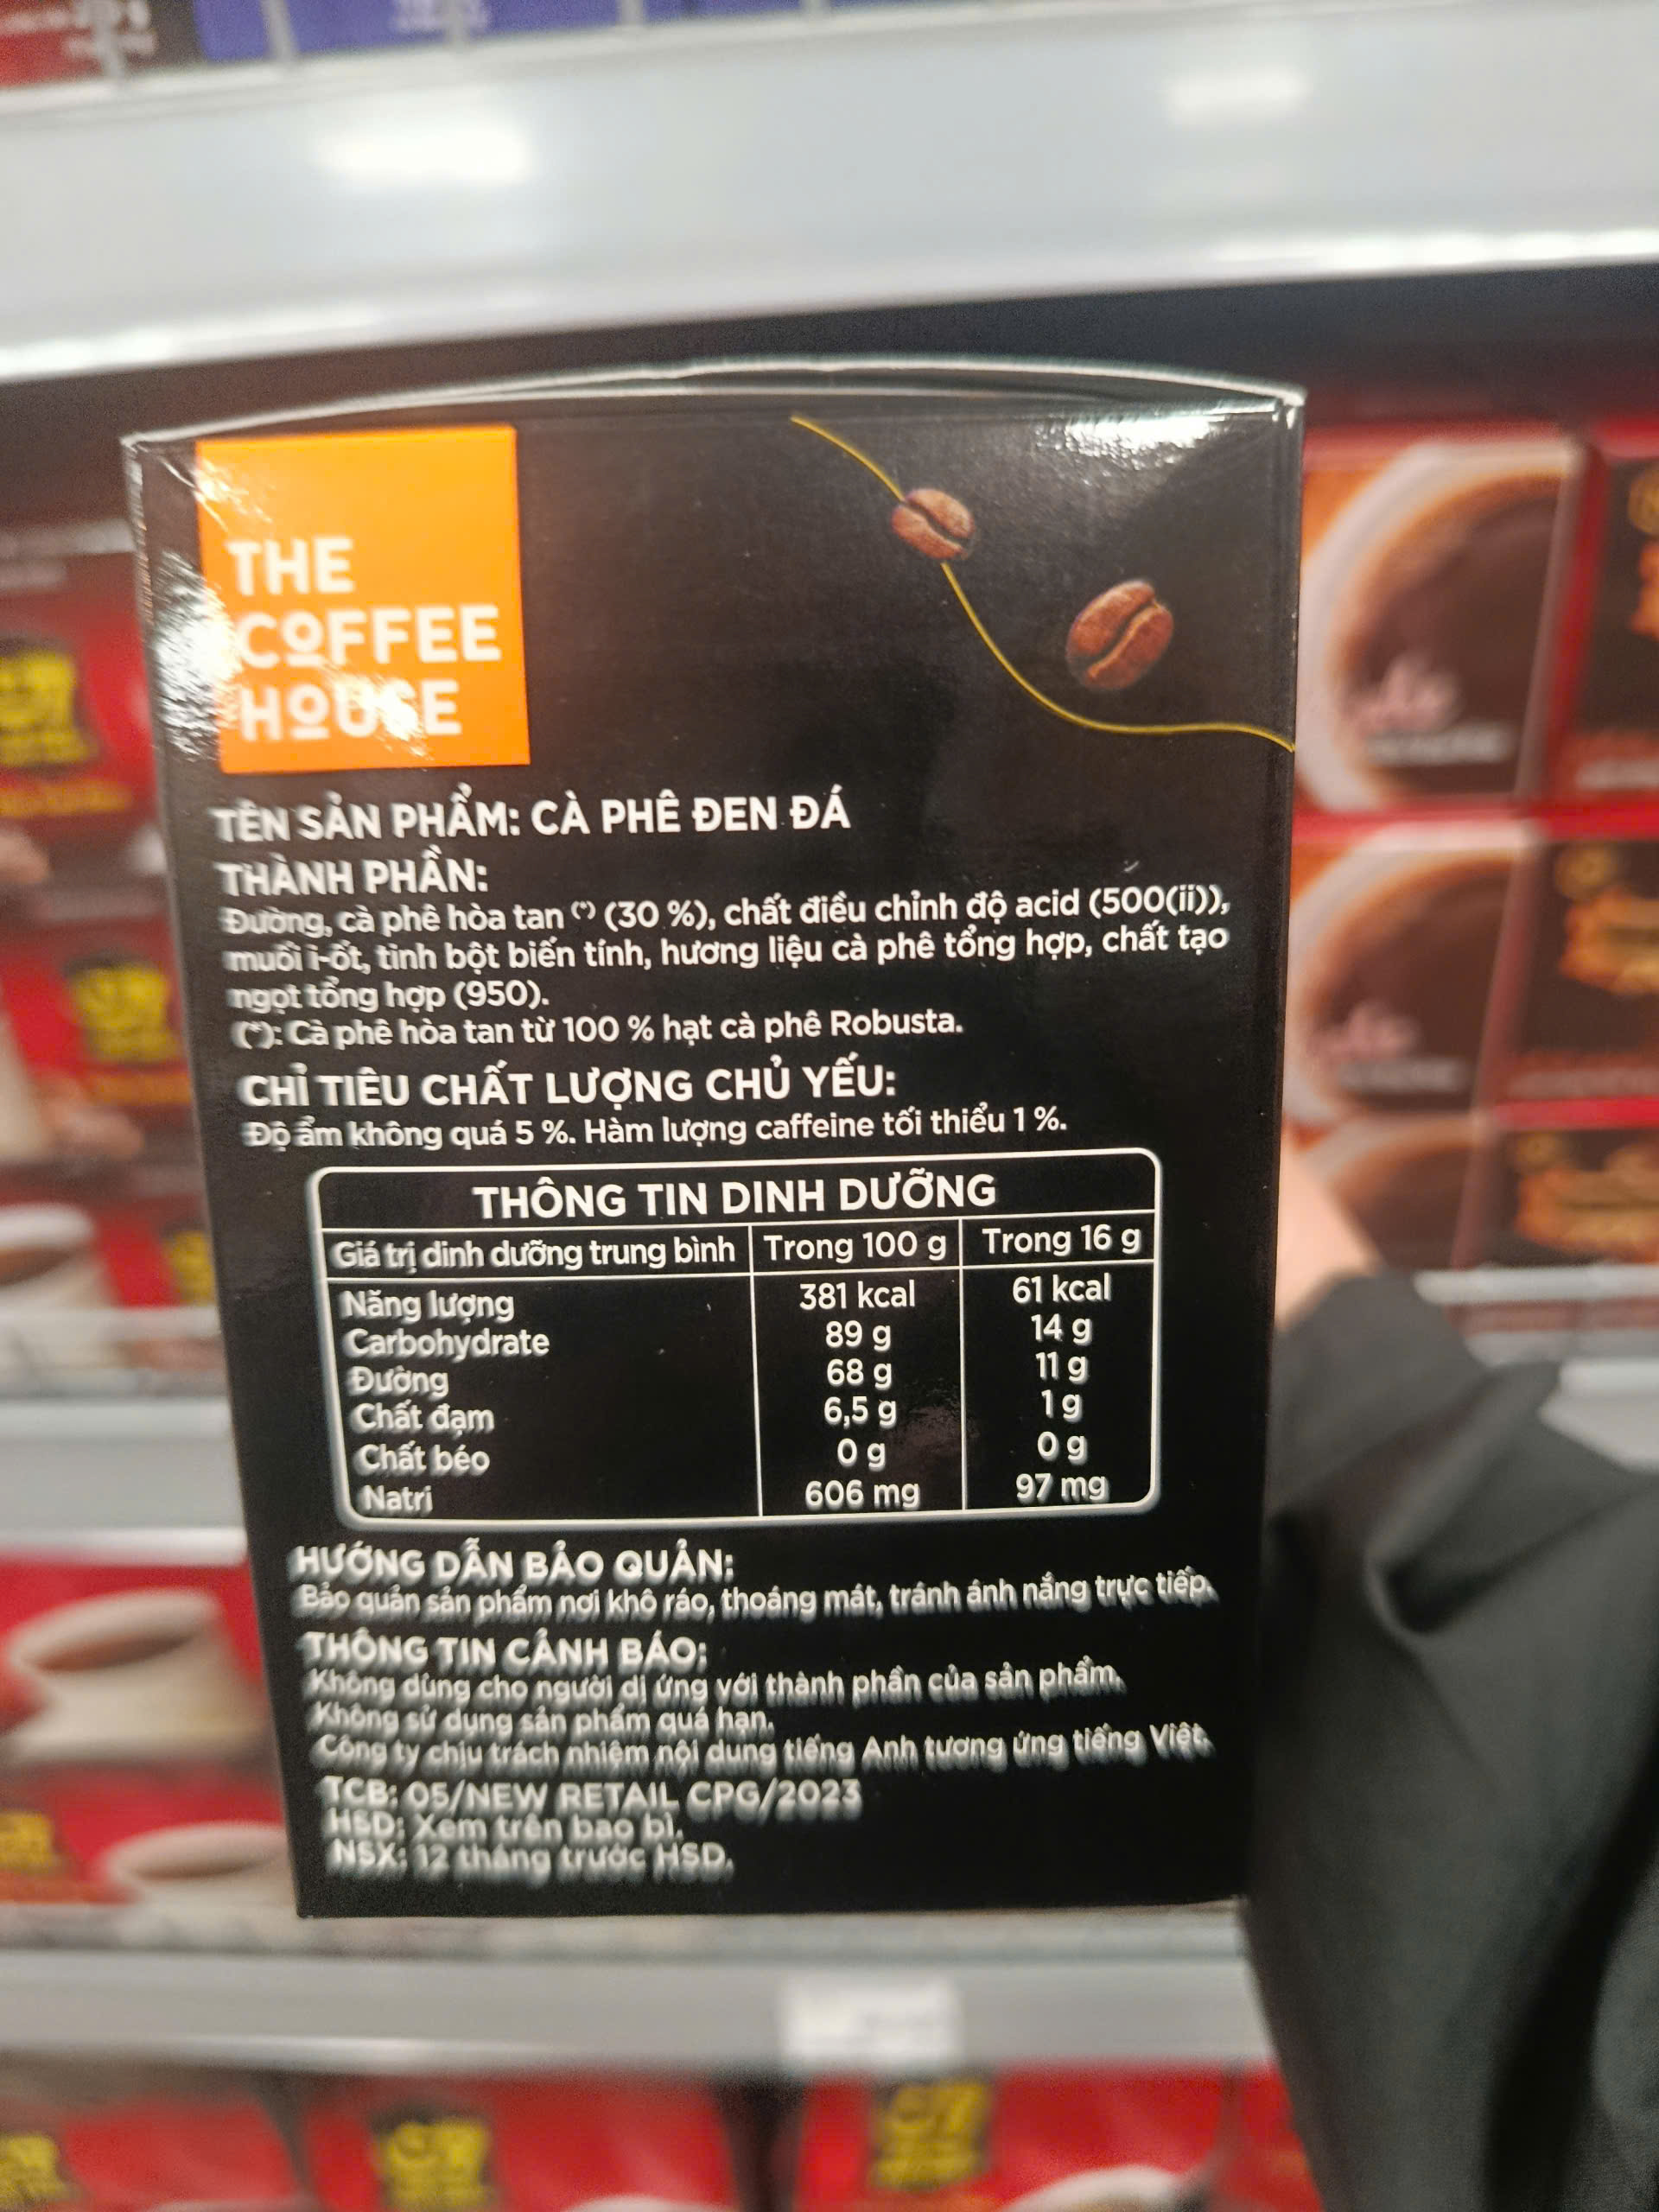 THE
COFFEE
HOUSE
TÊN SẢN PHẨM: CÀ PHÊ ĐEN ĐÁ
THÀNH PHẦN:
Đường, cà phê hòa tan (*) (30 %), chất điều chỉnh độ acid (500(ii)),
muối i-ốt, tinh bột biến tính, hương liệu cà phê tổng hợp, chất tạo
ngọt tổng hợp (950).
(*): Cà phê hòa tan từ 100 % hạt cà phê Robusta.
CHỈ TIÊU CHẤT LƯỢNG CHỦ YẾU:
Độ ẩm không quá 5 %. Hàm lượng caffeine tối thiểu 1 %.
THÔNG TIN DINH DƯỠNG
Giá trị dinh dưỡng trung bình Trong 100 g Trong 16 g
Năng lượng 381 kcal 61 kcal
Carbohydrate 89 g 14 g
Đường 68 g 11 g
Chất đạm 6,5 g 1 g
Chất béo 0 g 0 g
Natri 606 mg 97 mg
HƯỚNG DẪN BẢO QUẢN:
Bảo quản sản phẩm nơi khô ráo, thoáng mát, tránh ánh nắng trực tiếp.
THÔNG TIN CẢNH BÁO:
Không dùng cho người dị ứng với thành phần của sản phẩm.
Không sử dụng sản phẩm quá hạn.
Công ty chịu trách nhiệm nội dung tiếng Anh tương ứng tiếng Việt.
TCB: 05/NEW RETAIL CPG/2023
HSD: Xem trên bao bì.
NSX: 12 tháng trước HSD.